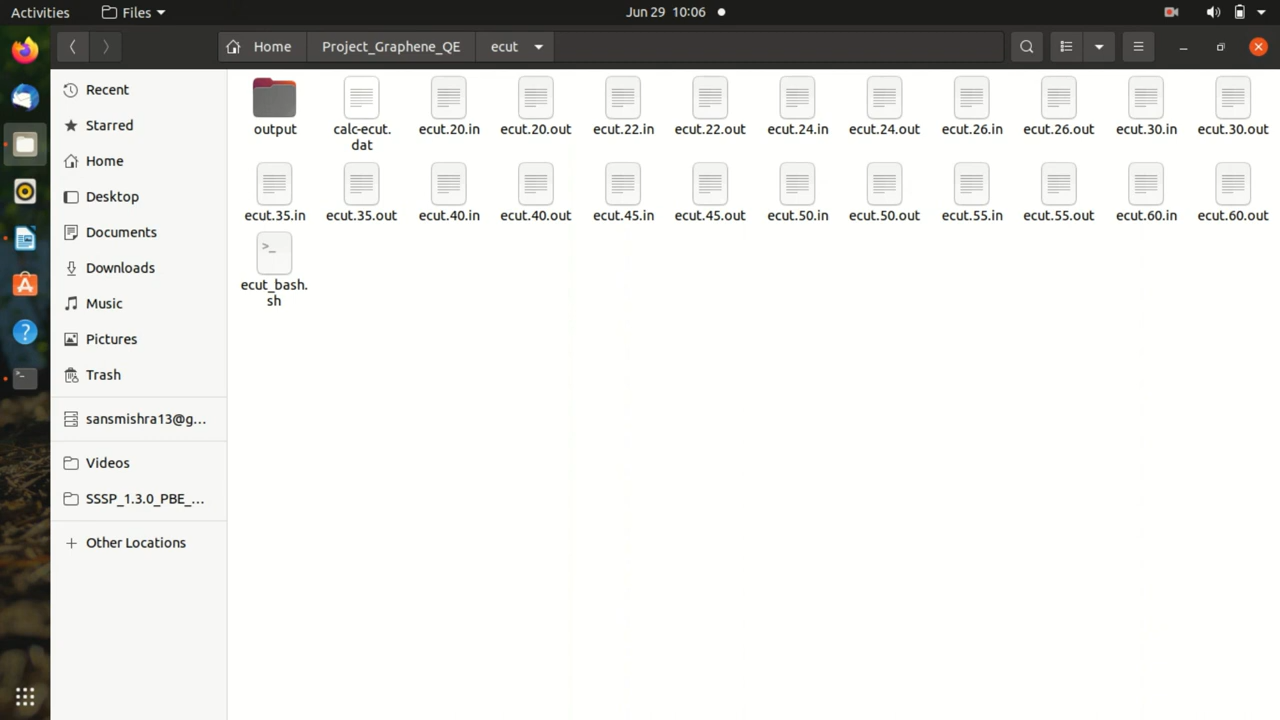 Activities
Files
Jun 29 10:06
Home
Project_Graphene_QE
ecut
Recent
Starred
Home
Desktop
Documents
Downloads
Music
Pictures
Trash
sansmishra13@g...
Videos
SSSP_1.3.0_PBE_...
+ Other Locations
output
calc-ecut.
dat
ecut.20.in
ecut.20.out
ecut.22.in
ecut.22.out
ecut.24.in
ecut.24.out
ecut.26.in
ecut.26.out
ecut.30.in
ecut.30.out
ecut.35.in
ecut.35.out
ecut.40.in
ecut.40.out
ecut.45.in
ecut.45.out
ecut.50.in
ecut.50.out
ecut.55.in
ecut.55.out
ecut.60.in
ecut.60.out
ecut_bash.
sh